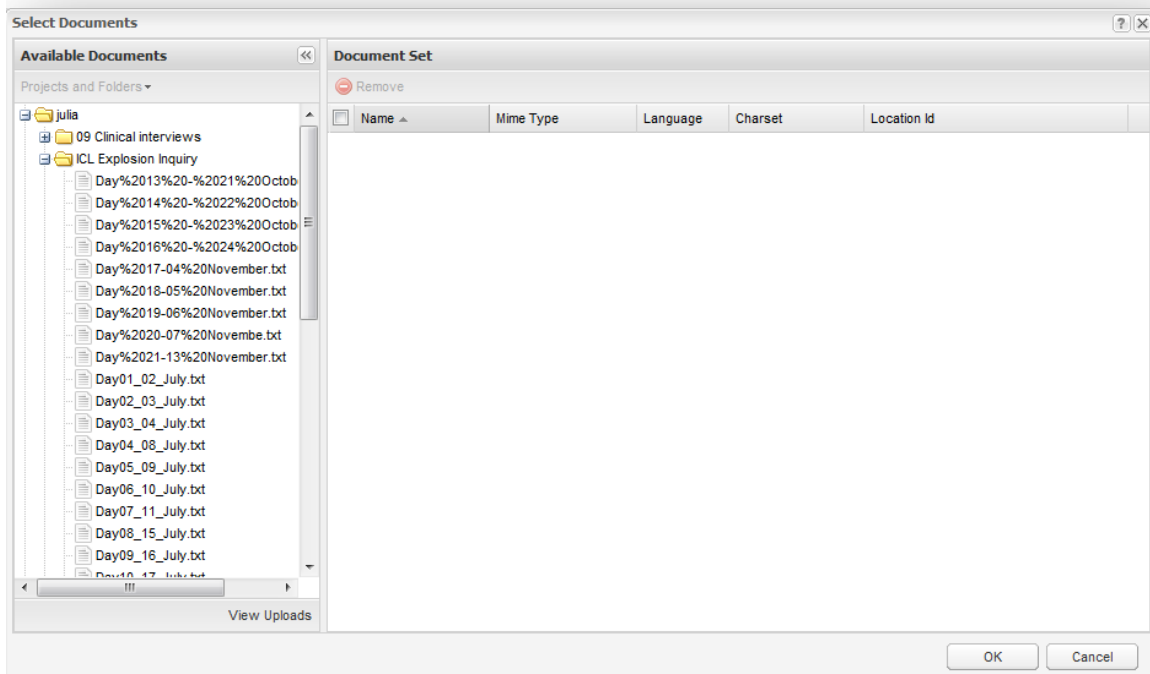 Select Documents
Available Documents
Document Set
Projects and Folders
Remove
julia
Name
Mime Type
Language
Charset
Location Id
09 Clinical interviews
ICL Explosion Inquiry
Day%2013%20-%2021%20Octob
Day%2014%20-%2022%20Octob
Day%2015%20-%2023%20Octob
Day%2016%20-%2024%20Octob
Day%2017-04%20November.txt
Day%2018-05%20November.txt
Day%2019-06%20November.txt
Day%2020-07%20Novembe.txt
Day%2021-13%20November.txt
Day01_02_July.txt
Day02_03_July.txt
Day03_04_July.txt
Day04_08_July.txt
Day05_09_July.txt
Day06_10_July.txt
Day07_11_July.txt
Day08_15_July.txt
Day09_16_July.txt
Day10_17_July.txt
View Uploads
OK
Cancel